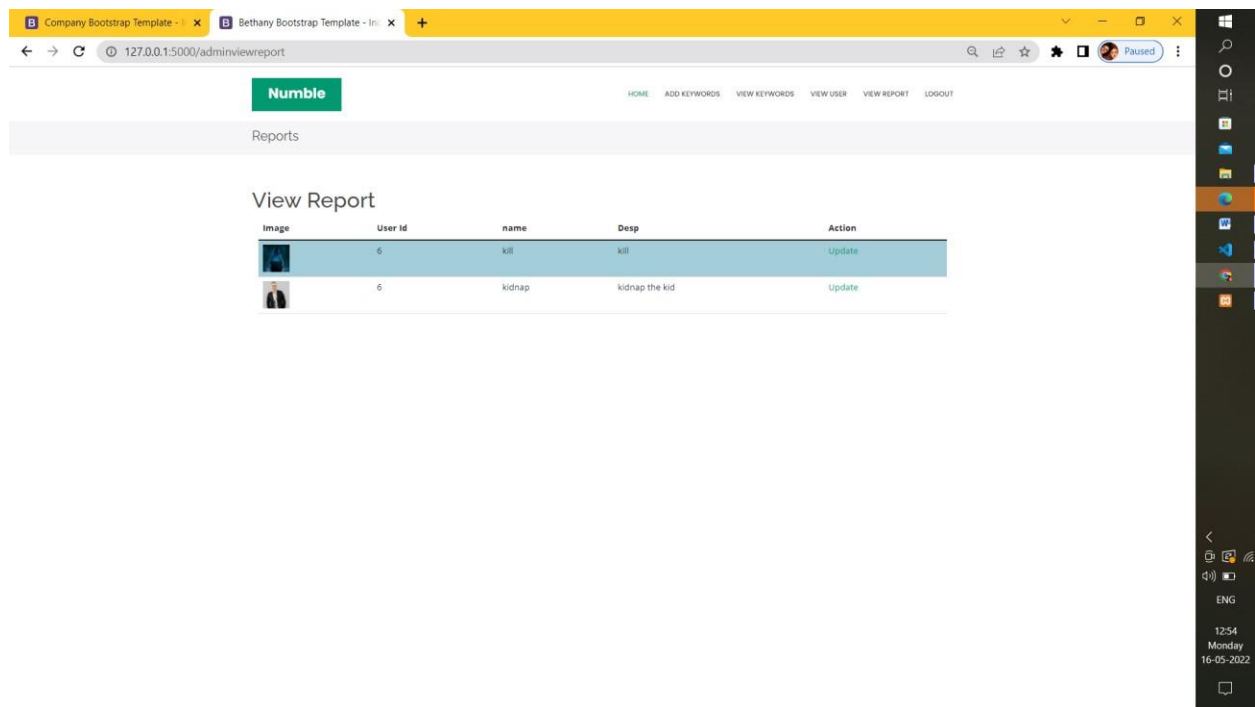 Company Bootstrap Template - I
Bethany Bootstrap Template - Ind
127.0.0.1:5000/adminviewreport
Paused
Numble
HOME ADD KEYWORDS VIEW KEYWORDS VIEW USER VIEW REPORT LOGOUT
Reports
View Report
Image User Id name Desp Action
6 kill kill Update
6 kidnap kidnap the kid Update
ENG
12:54
Monday
16-05-2022